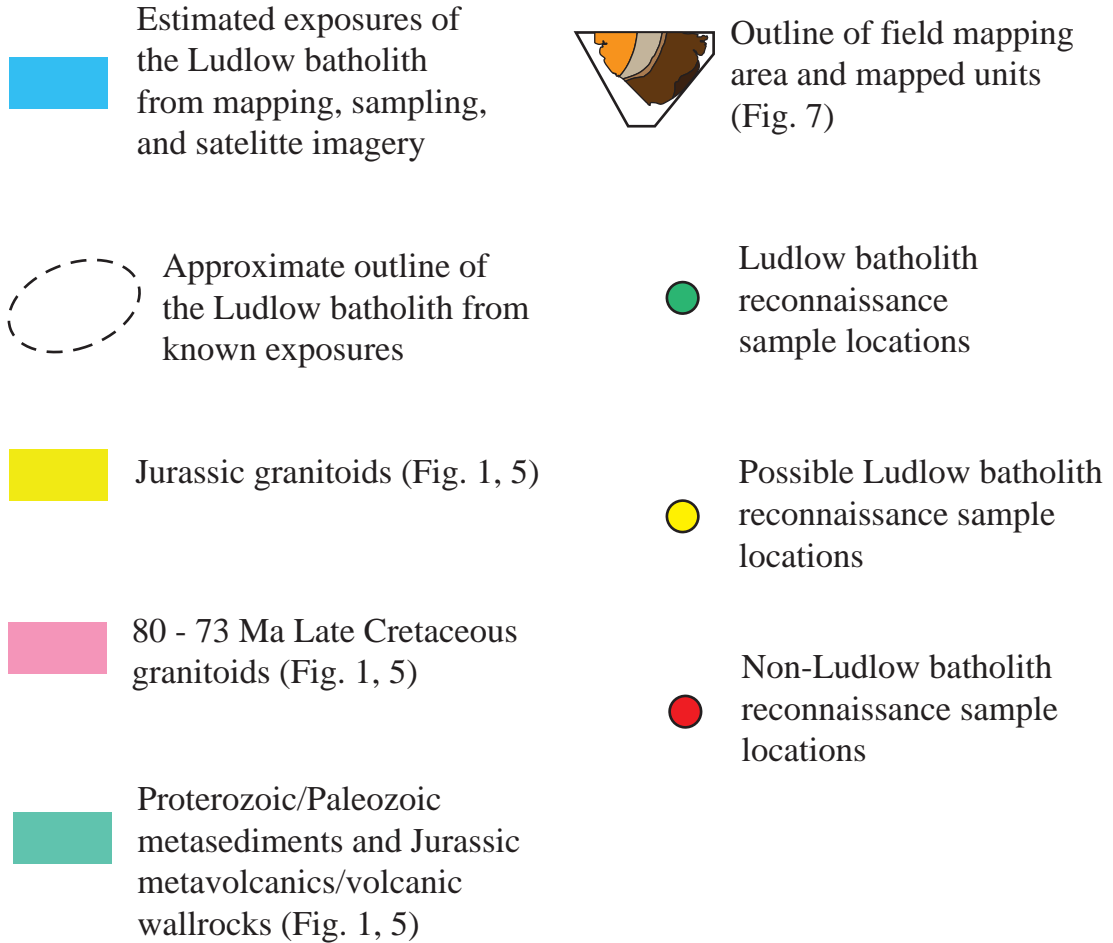 Estimated exposures of
the Ludlow batholith
from mapping, sampling,
and satelitte imagery
Approximate outline of
the Ludlow batholith from
known exposures
Jurassic granitoids (Fig. 1, 5)
80 - 73 Ma Late Cretaceous
granitoids (Fig. 1, 5)
Proterozoic/Paleozoic
metasediments and Jurassic
metavolcanics/volcanic
wallrocks (Fig. 1, 5)
Outline of field mapping
area and mapped units
(Fig. 7)
Ludlow batholith
reconnaissance
sample locations
Possible Ludlow batholith
reconnaissance sample
locations
Non-Ludlow batholith
reconnaissance sample
locations